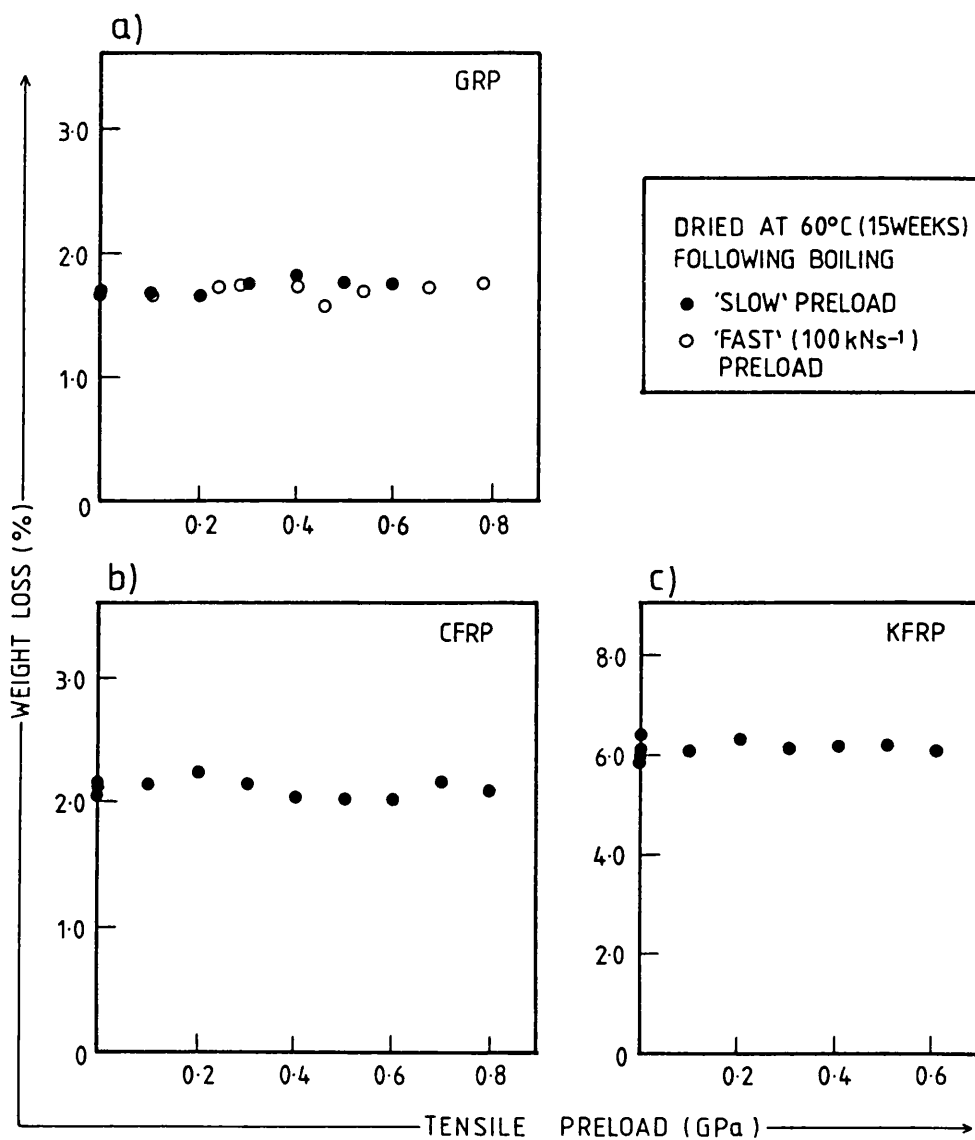 a)
GRP
3·0
2·0
1·0
0
0·2 0·4 0·6 0·8
DRIED AT 60°C (15WEEKS)
FOLLOWING BOILING
● 'SLOW' PRELOAD
○ 'FAST' (100 kNs⁻¹)
PRELOAD
b)
CFRP
3·0
2·0
1·0
0
0·2 0·4 0·6 0·8
c)
KFRP
8·0
6·0
4·0
2·0
0
0·2 0·4 0·6
WEIGHT LOSS (%)
TENSILE PRELOAD (GPa)